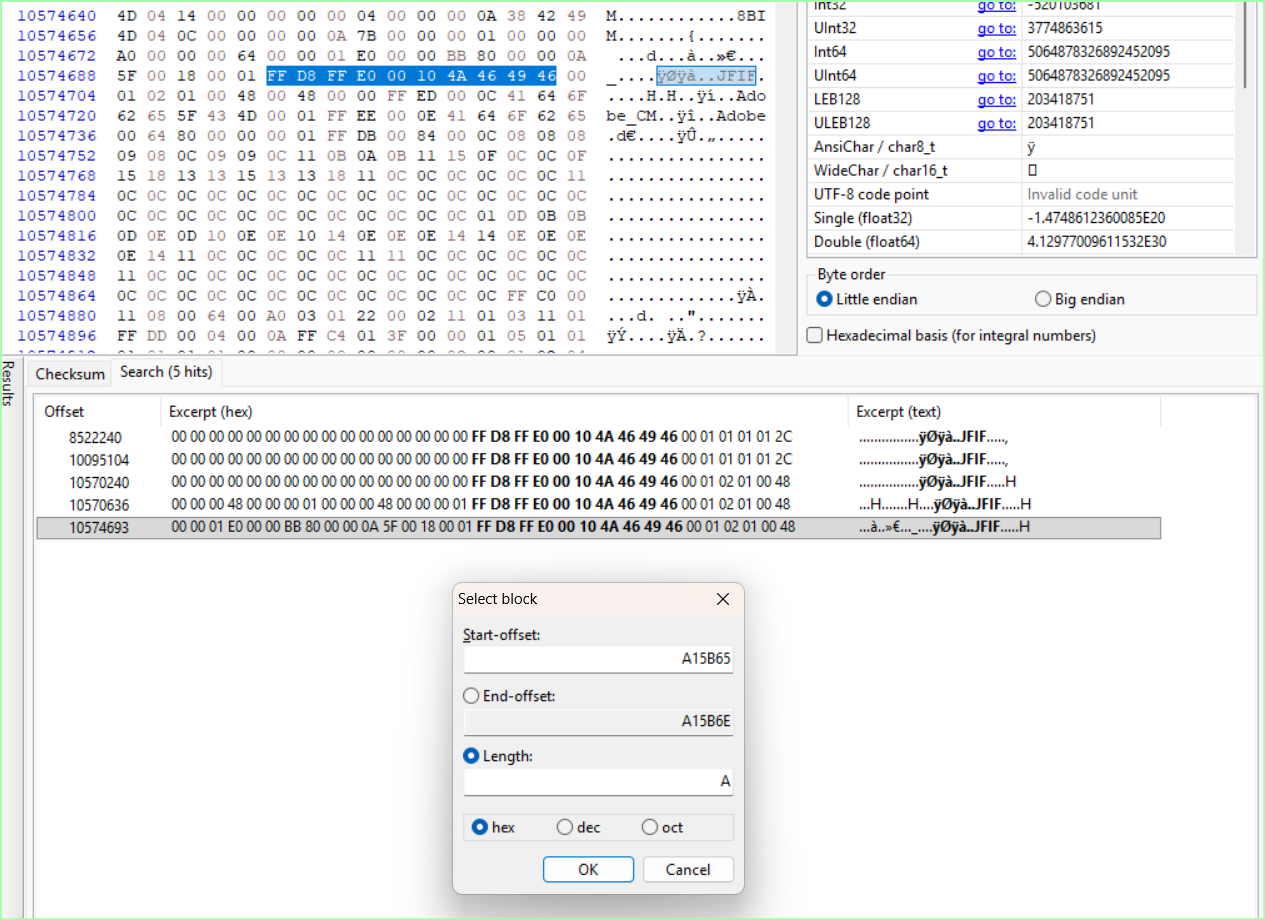 10574640 4D 04 14 00 00 00 00 00 04 00 00 00 0A 38 42 49 M............8BI
10574656 4D 04 0C 00 00 00 00 0A 7B 00 00 00 01 00 00 00 M.......{.......
10574672 A0 00 00 00 64 00 00 01 E0 00 00 BB 80 00 00 0A ...d...à..»€...
10574688 5F 00 18 00 01 FF D8 FF E0 00 10 4A 46 49 46 00 _....ÿØÿà..JFIF.
10574704 01 02 01 00 48 00 48 00 00 FF ED 00 0C 41 64 6F ....H.H..ÿí..Ado
10574720 62 65 5F 43 4D 00 01 FF EE 00 0E 41 64 6F 62 65 be_CM..ÿî..Adobe
10574736 00 64 80 00 00 00 01 FF DB 00 84 00 0C 08 08 08 .d€....ÿÛ.„.....
10574752 09 08 0C 09 09 0C 11 0B 0A 0B 11 15 0F 0C 0C 0F ................
10574768 15 18 13 13 15 13 13 18 11 0C 0C 0C 0C 0C 0C 11 ................
10574784 0C 0C 0C 0C 0C 0C 0C 0C 0C 0C 0C 0C 0C 0C 0C 0C ................
10574800 0C 0C 0C 0C 0C 0C 0C 0C 0C 0C 0C 0C 01 0D 0B 0B ................
10574816 0D 0E 0D 10 0E 0E 10 14 0E 0E 0E 14 14 0E 0E 0E ................
10574832 0E 14 11 0C 0C 0C 0C 0C 11 11 0C 0C 0C 0C 0C 0C ................
10574848 11 0C 0C 0C 0C 0C 0C 0C 0C 0C 0C 0C 0C 0C 0C 0C ................
10574864 0C 0C 0C 0C 0C 0C 0C 0C 0C 0C 0C 0C 0C FF C0 00 .............ÿÀ.
10574880 11 08 00 64 00 A0 03 01 22 00 02 11 01 03 11 01 ...d. ..".......
10574896 FF DD 00 04 00 0A FF C4 01 3F 00 00 01 05 01 01 ÿÝ....ÿÄ.?......
Int32 go to: -520103681
UInt32 go to: 3774863615
Int64 go to: 5064878326892452095
UInt64 go to: 5064878326892452095
LEB128 go to: 203418751
ULEB128 go to: 203418751
AnsiChar / char8_t ÿ
WideChar / char16_t
UTF-8 code point Invalid code unit
Single (float32) -1.4748612360085E20
Double (float64) 4.12977009611532E30
Byte order
Little endian Big endian
Hexadecimal basis (for integral numbers)
Results
Checksum Search (5 hits)
Offset Excerpt (hex) Excerpt (text)
8522240 00 00 00 00 00 00 00 00 00 00 00 00 00 00 00 00 FF D8 FF E0 00 10 4A 46 49 46 00 01 01 01 01 2C ................ÿØÿà..JFIF.....,
10095104 00 00 00 00 00 00 00 00 00 00 00 00 00 00 00 00 FF D8 FF E0 00 10 4A 46 49 46 00 01 01 01 01 2C ................ÿØÿà..JFIF.....,
10570240 00 00 00 00 00 00 00 00 00 00 00 00 00 00 00 00 FF D8 FF E0 00 10 4A 46 49 46 00 01 02 01 00 48 ................ÿØÿà..JFIF.....H
10570636 00 00 00 48 00 00 00 01 00 00 00 48 00 00 00 01 FF D8 FF E0 00 10 4A 46 49 46 00 01 02 01 00 48 ...H.......H....ÿØÿà..JFIF.....H
10574693 00 00 01 E0 00 00 BB 80 00 00 0A 5F 00 18 00 01 FF D8 FF E0 00 10 4A 46 49 46 00 01 02 01 00 48 ...à..»€..._....ÿØÿà..JFIF.....H
Select block
Start-offset:
A15B65
End-offset:
A15B6E
Length:
A
hex dec oct
OK Cancel